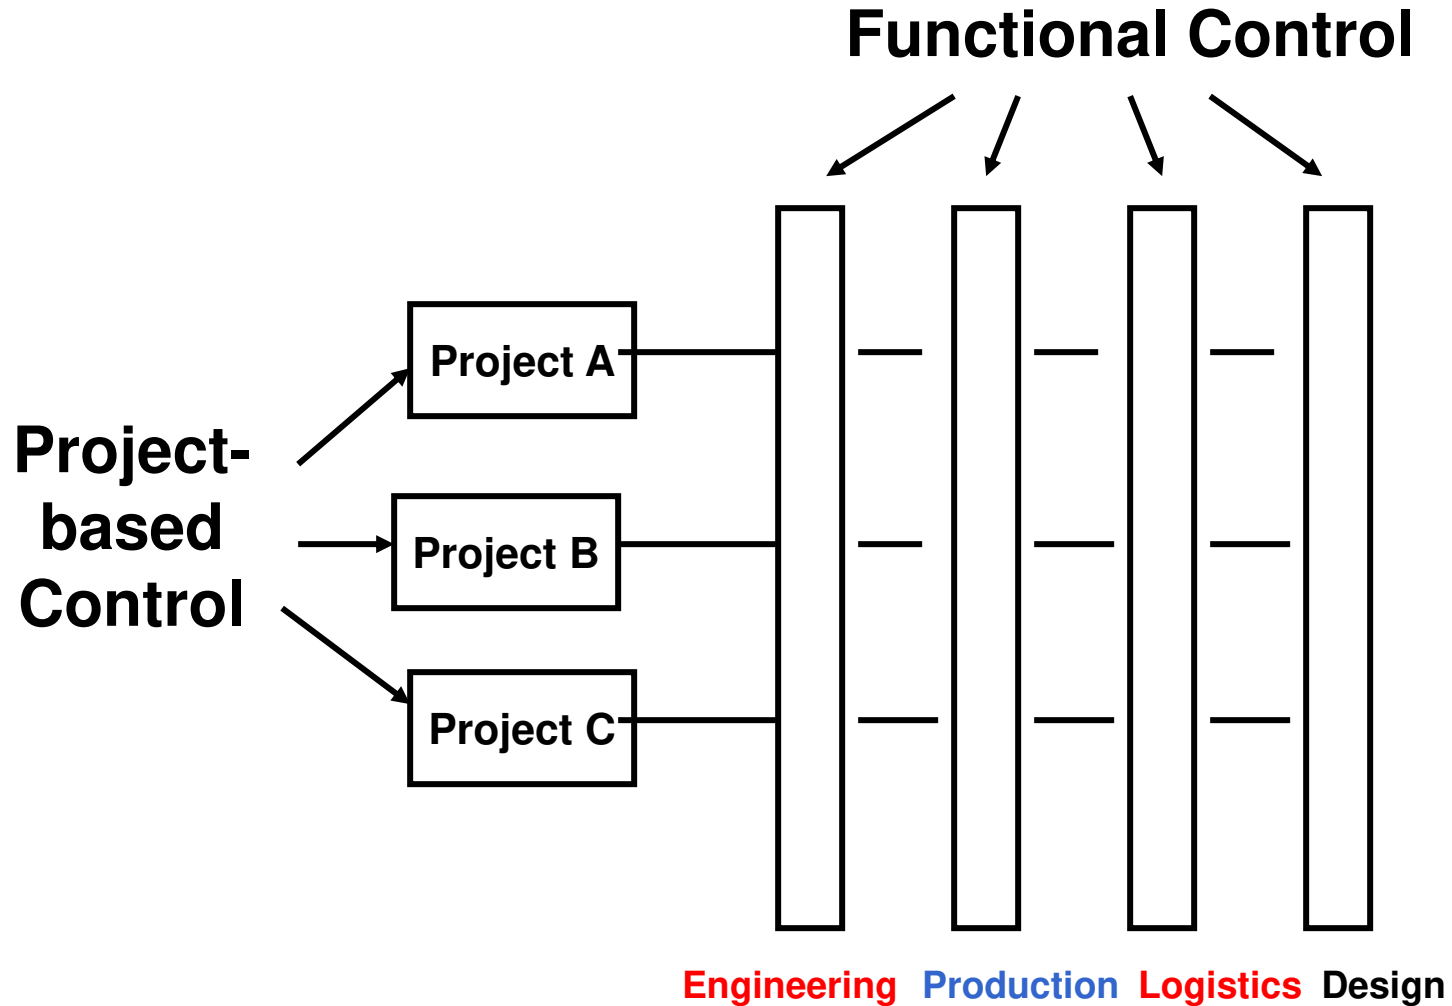 Functional Control
Project A
Project-
based
Control
Project B
Project C
Engineering Production Logistics Design